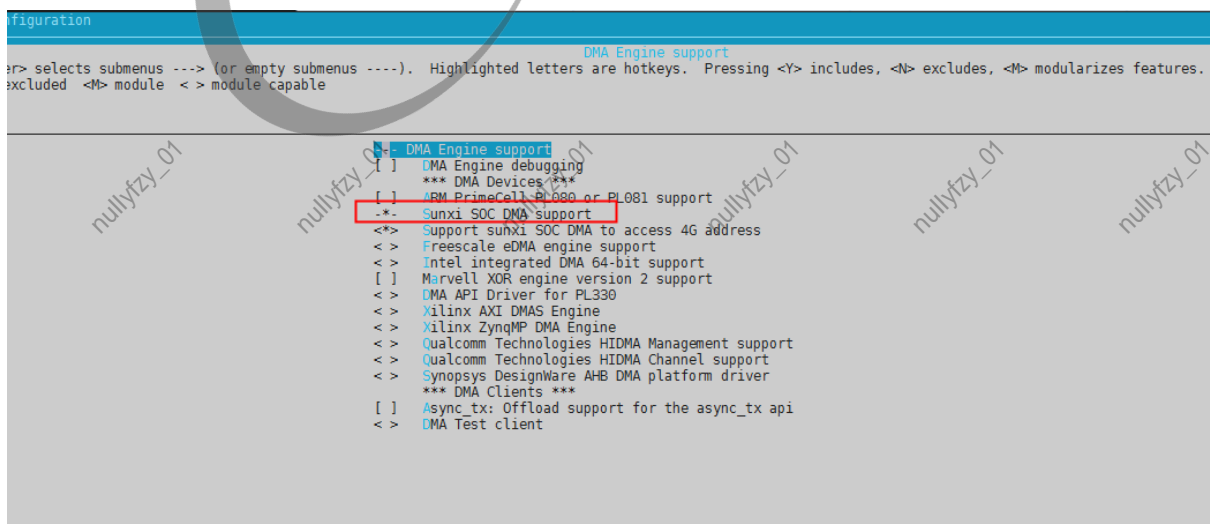 nfiguration
DMA Engine support
er> selects submenus ---> (or empty submenus ----). Highlighted letters are hotkeys. Pressing <Y> includes, <N> excludes, <M> modularizes features.
excluded <M> module < > module capable
-*- DMA Engine support
[ ] DMA Engine debugging
*** DMA Devices ***
[ ] ARM PrimeCell PL080 or PL081 support
-*- Sunxi SOC DMA support
<*> Support sunxi SOC DMA to access 4G address
< > Freescale eDMA engine support
< > Intel integrated DMA 64-bit support
[ ] Marvell XOR engine version 2 support
< > DMA API Driver for PL330
< > Xilinx AXI DMAS Engine
< > Xilinx ZynqMP DMA Engine
< > Qualcomm Technologies HIDMA Management support
< > Qualcomm Technologies HIDMA Channel support
< > Synopsys DesignWare AHB DMA platform driver
*** DMA Clients ***
[ ] Async_tx: Offload support for the async_tx api
< > DMA Test client
nullyfzy_01
nullyfzy_01
nullyfzy_01
nullyfzy_01
nullyfzy_01
nullyfzy_01